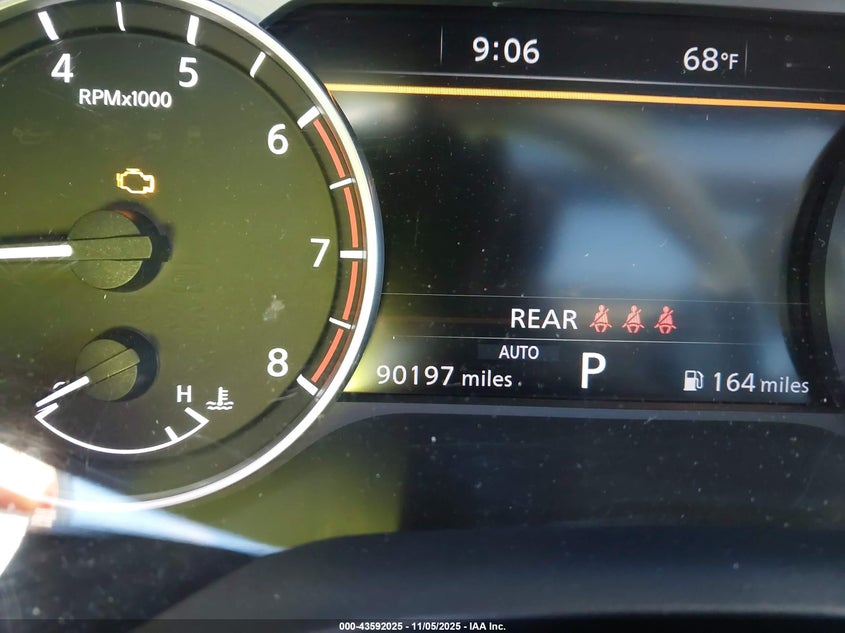 9:06 68°F
4 5
RPMx1000
6
7
REAR
AUTO
8
90197 miles P 164 miles
C H
000-43592025 - 11/05/2025 - IAA Inc.